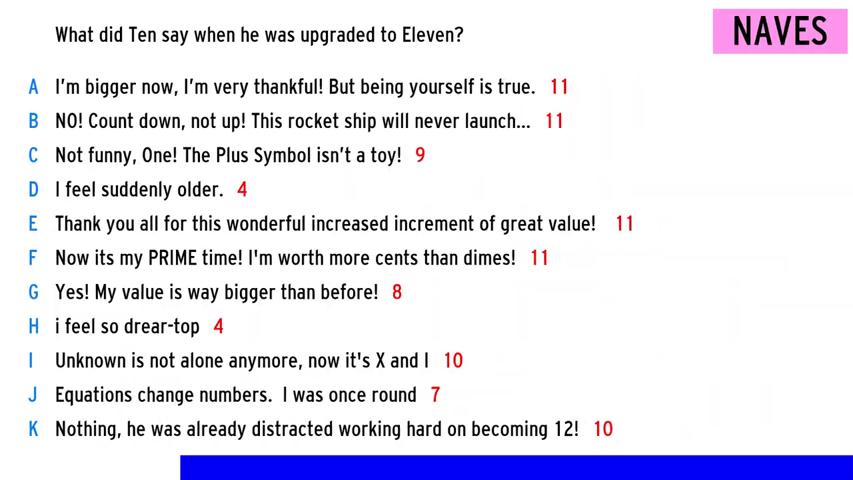 What did Ten say when he was upgraded to Eleven?
NAVES
A I'm bigger now, I'm very thankful! But being yourself is true. 11
B NO! Count down, not up! This rocket ship will never launch... 11
C Not funny, One! The Plus Symbol isn't a toy! 9
D I feel suddenly older. 4
E Thank you all for this wonderful increased increment of great value! 11
F Now its my PRIME time! I'm worth more cents than dimes! 11
G Yes! My value is way bigger than before! 8
H i feel so drear-top 4
I Unknown is not alone anymore, now it's X and I 10
J Equations change numbers. I was once round 7
K Nothing, he was already distracted working hard on becoming 12! 10